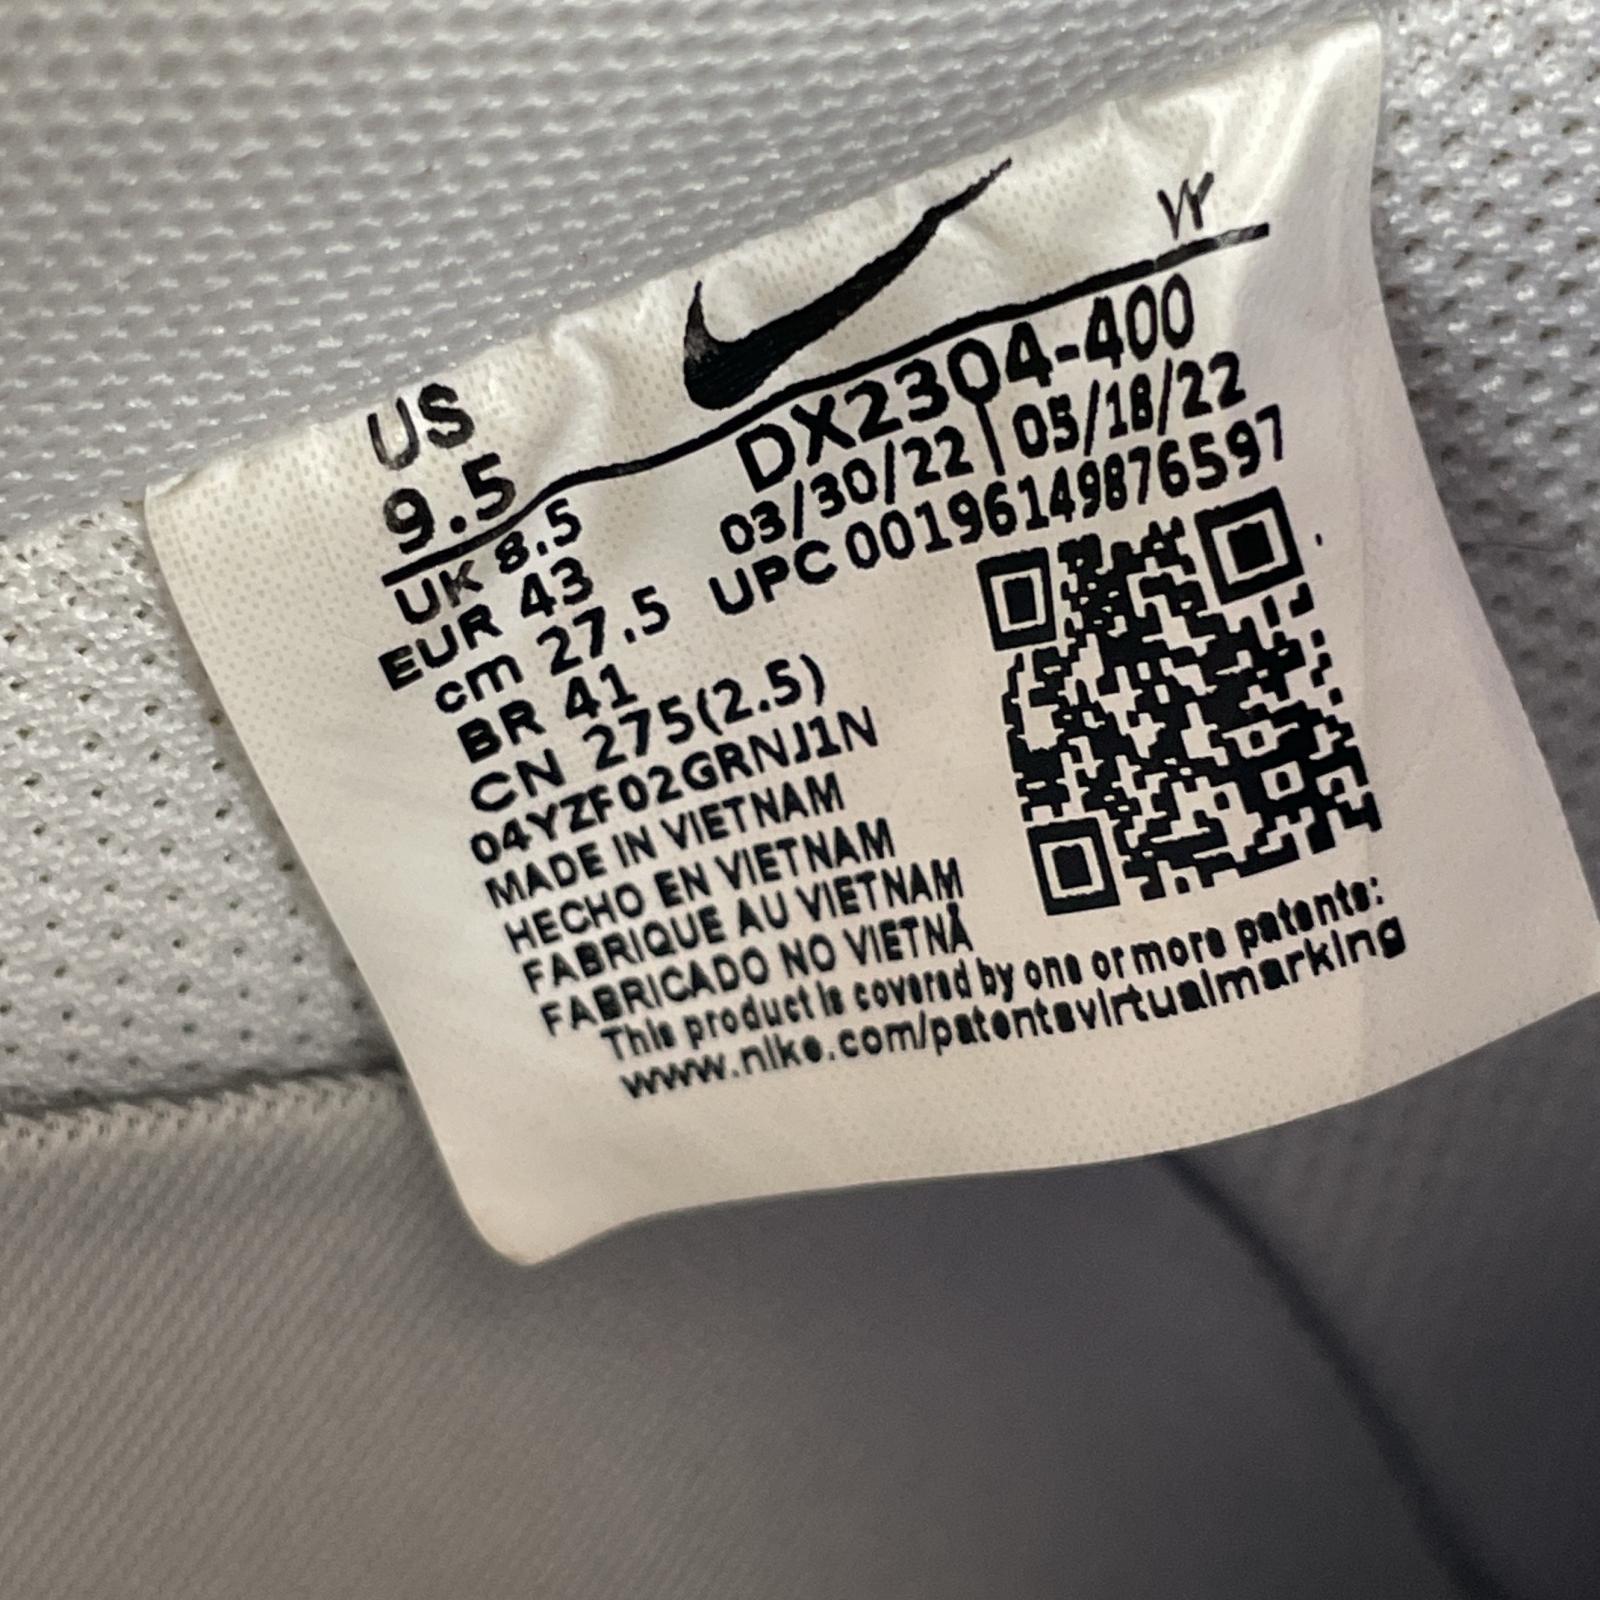 W
US
9.5
DX2304-400
03/30/22 | 05/18/22
UPC 00196149876597
UK 8.5
EUR 43
cm 27.5
BR 41
CN 275(2.5)
04YZF02GRNJ1N
MADE IN VIETNAM
HECHO EN VIETNAM
FABRIQUE AU VIETNAM
FABRICADO NO VIETNÃ
This product is covered by one or more patents:
www.nike.com/patentsvirtualmarking